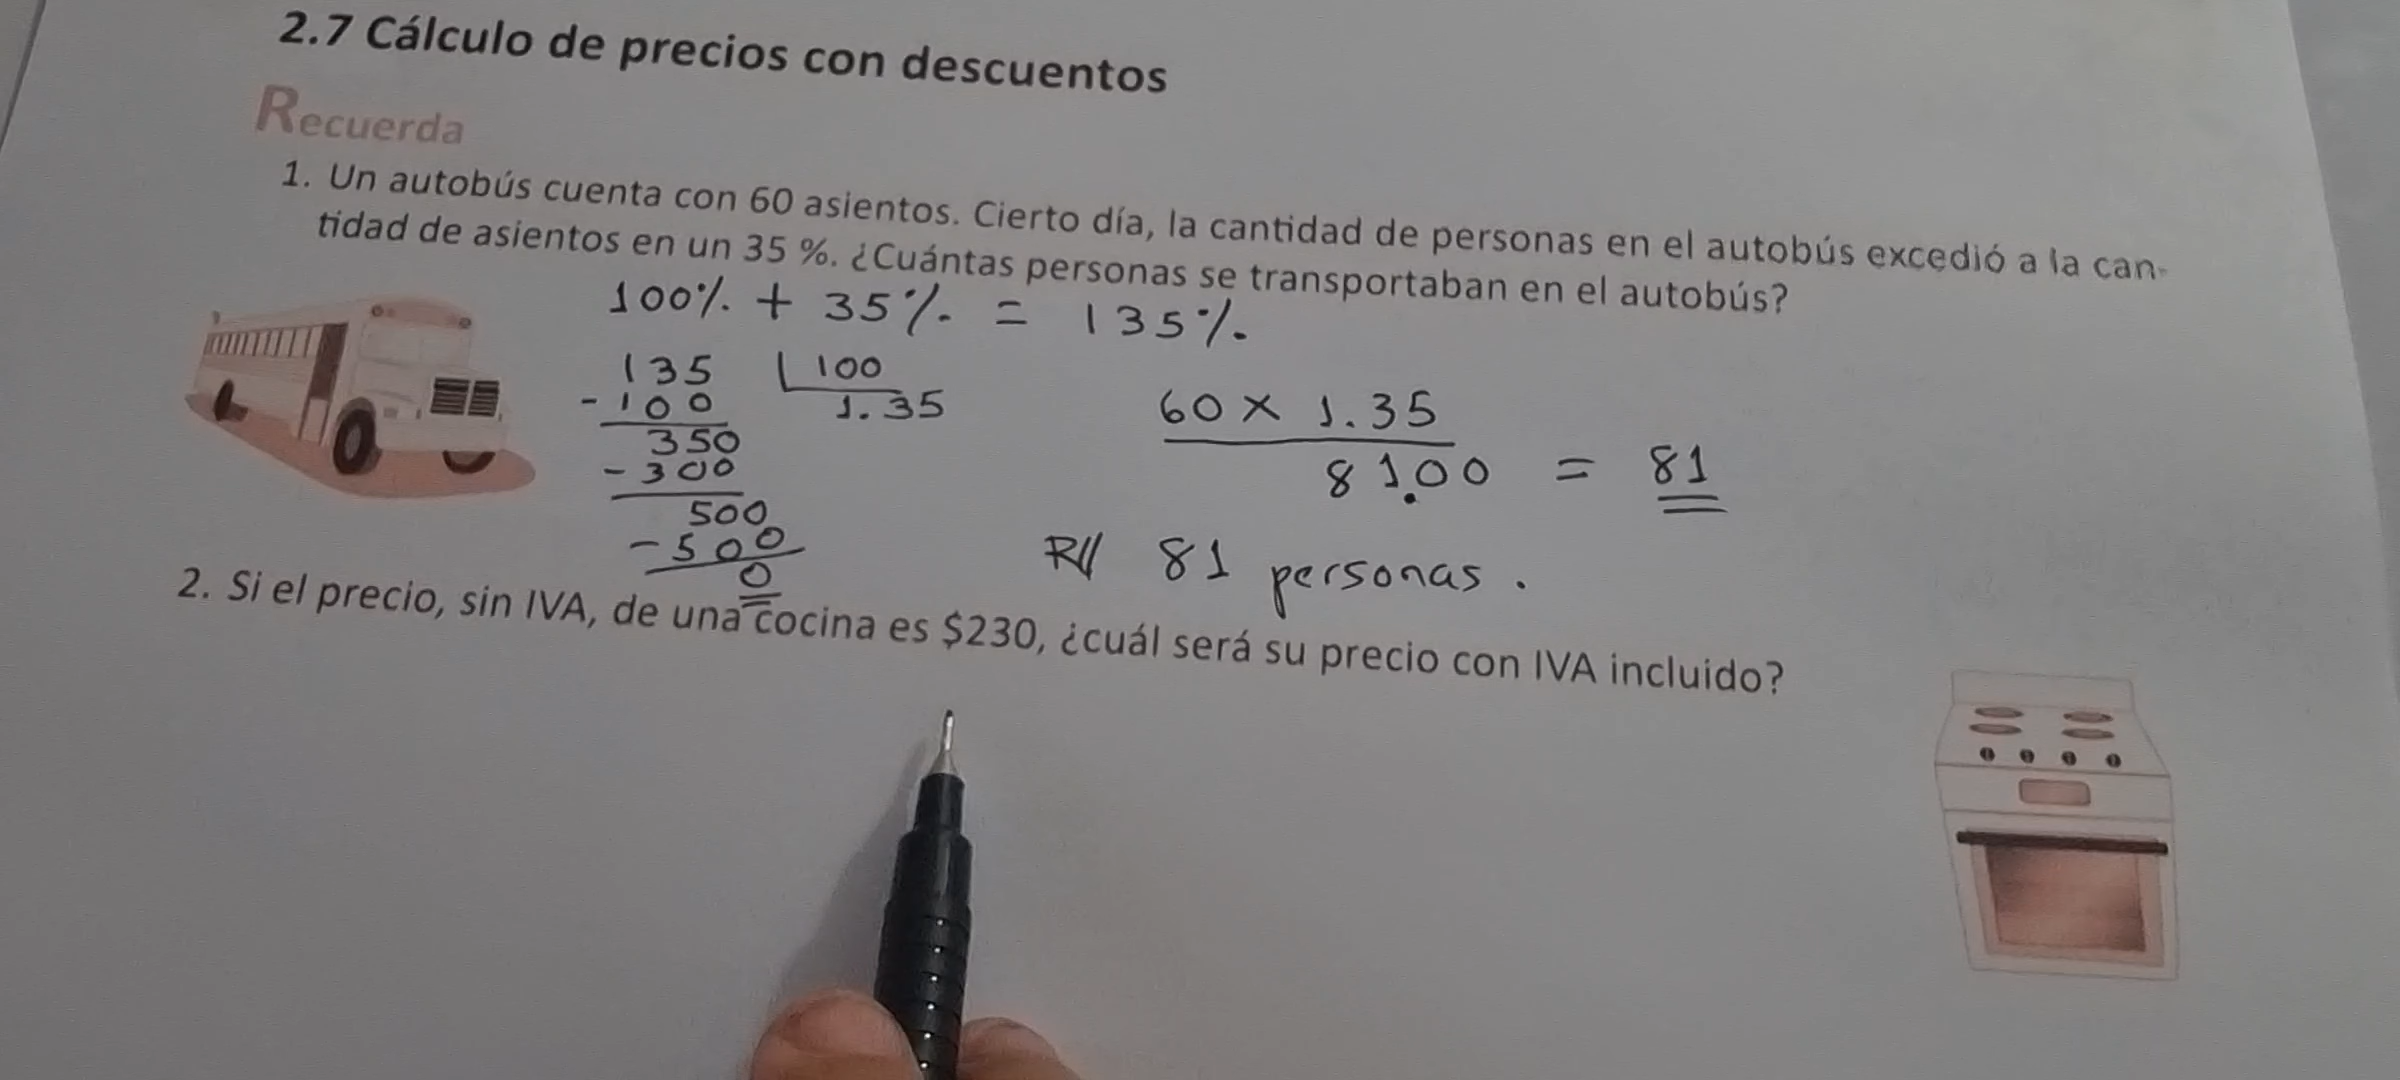 2.7 Cálculo de precios con descuentos
Recuerda
1. Un autobús cuenta con 60 asientos. Cierto día, la cantidad de personas en el autobús excedió a la can-
tidad de asientos en un 35 %. ¿Cuántas personas se transportaban en el autobús?
100% + 35% = 135%
135 100
- 100 1.35
350
- 300
500
- 500
0
60 x 1.35
81.00 = 81
R// 81 personas.
2. Si el precio, sin IVA, de una cocina es $230, ¿cuál será su precio con IVA incluido?